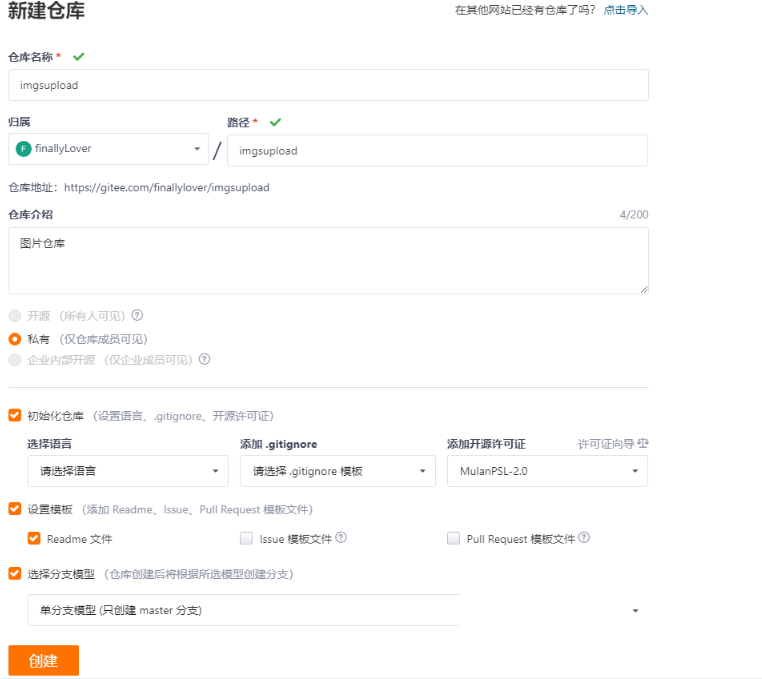 新建仓库
在其他网站已经有仓库了吗? 点击导入
仓库名称 *
imgsupload
归属
路径 *
F finallyLover
/
imgsupload
仓库地址：https://gitee.com/finallylover/imgsupload
仓库介绍
4/200
图片仓库
开源 （所有人可见） ?
私有 （仅仓库成员可见）
企业内部开源 （仅企业成员可见） ?
初始化仓库 （设置语言、.gitignore、开源许可证）
选择语言
添加 .gitignore
添加开源许可证
许可证向导
请选择语言
请选择 .gitignore 模板
MulanPSL-2.0
设置模板 （添加 Readme、Issue、Pull Request 模板文件）
Readme 文件
Issue 模板文件 ?
Pull Request 模板文件 ?
选择分支模型 （仓库创建后将根据所选模型创建分支）
单分支模型 (只创建 master 分支)
创建